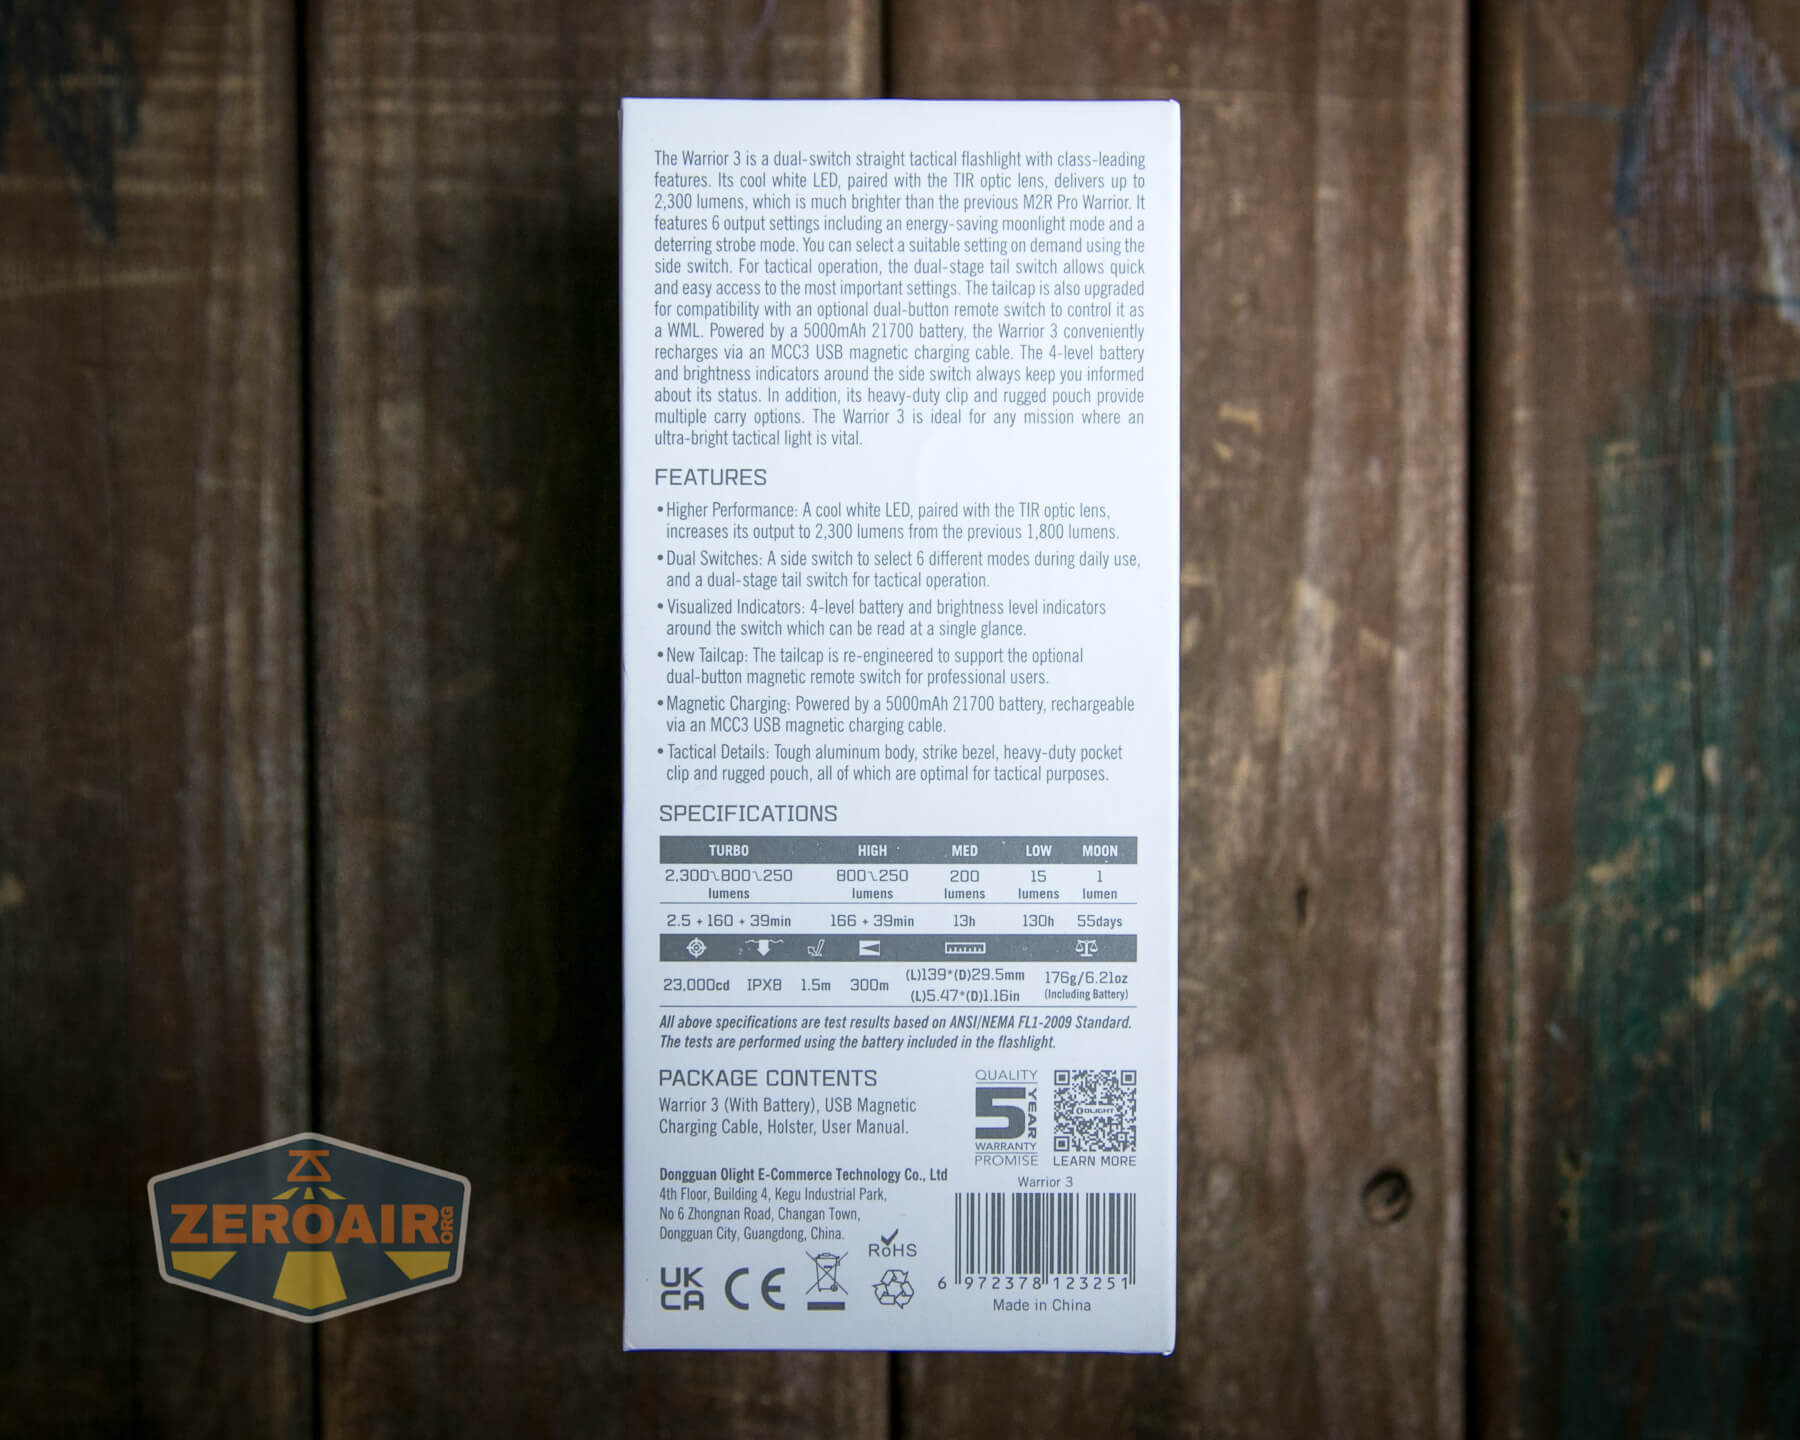 The Warrior 3 is a dual-switch straight tactical flashlight with class-leading
features. Its cool white LED, paired with the TIR optic lens, delivers up to
2,300 lumens, which is much brighter than the previous M2R Pro Warrior. It
features 6 output settings including an energy-saving moonlight mode and a
deterring strobe mode. You can select a suitable setting on demand using the
side switch. For tactical operation, the dual-stage tail switch allows quick
and easy access to the most important settings. The tailcap is also upgraded
for compatibility with an optional dual-button remote switch to control it as
a WML. Powered by a 5000mAh 21700 battery, the Warrior 3 conveniently
recharges via an MCC3 USB magnetic charging cable. The 4-level battery
and brightness indicators around the side switch always keep you informed
about its status. In addition, its heavy-duty clip and rugged pouch provide
multiple carry options. The Warrior 3 is ideal for any mission where an
ultra-bright tactical light is vital.
FEATURES
• Higher Performance: A cool white LED, paired with the TIR optic lens,
increases its output to 2,300 lumens from the previous 1,800 lumens.
• Dual Switches: A side switch to select 6 different modes during daily use,
and a dual-stage tail switch for tactical operation.
• Visualized Indicators: 4-level battery and brightness level indicators
around the switch which can be read at a single glance.
• New Tailcap: The tailcap is re-engineered to support the optional
dual-button magnetic remote switch for professional users.
• Magnetic Charging: Powered by a 5000mAh 21700 battery, rechargeable
via an MCC3 USB magnetic charging cable.
• Tactical Details: Tough aluminum body, strike bezel, heavy-duty pocket
clip and rugged pouch, all of which are optimal for tactical purposes.
SPECIFICATIONS
TURBO HIGH MED LOW MOON
2,300~800~250 800~250 200 15 1
lumens lumens lumens lumens lumen
2.5 + 160 + 39min 166 + 39min 13h 130h 55days
23,000cd IPX8 1.5m 300m (L)139*(D)29.5mm 176g/6.21oz
(L)5.47*(D)1.16in (Including Battery)
All above specifications are test results based on ANSI/NEMA FL1-2009 Standard.
The tests are performed using the battery included in the flashlight.
PACKAGE CONTENTS
Warrior 3 (With Battery), USB Magnetic
Charging Cable, Holster, User Manual.
QUALITY
5 YEAR
WARRANTY
PROMISE
OLIGHT
LEARN MORE
Dongguan Olight E-Commerce Technology Co., Ltd
4th Floor, Building 4, Kegu Industrial Park,
No 6 Zhongnan Road, Changan Town,
Dongguan City, Guangdong, China.
Warrior 3
RoHS
UK
CA
CE
6 972378 123251
Made in China
ZEROAIR.ORG